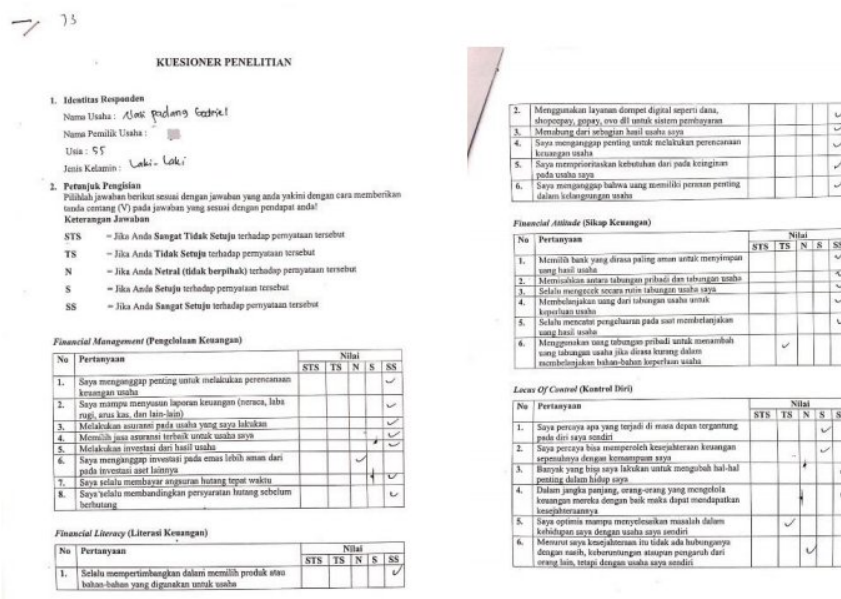 73
KUESIONER PENELITIAN
1. Identitas Responden
Nama Usaha : Nasi Padang Gabriel
Nama Pemilik Usaha :
Usia : 55
Jenis Kelamin : Laki-Laki
2. Petunjuk Pengisian
Pilihlah jawaban berikut sesuai dengan jawaban yang anda yakini dengan cara memberikan
tanda centang (V) pada jawaban yang sesuai dengan pendapat anda!
Keterangan Jawaban
STS = Jika Anda Sangat Tidak Setuju terhadap pernyataan tersebut
TS = Jika Anda Tidak Setuju terhadap pernyataan tersebut
N = Jika Anda Netral (tidak berpihak) terhadap pernyataan tersebut
S = Jika Anda Setuju terhadap pernyataan tersebut
SS = Jika Anda Sangat Setuju terhadap pernyataan tersebut
Financial Management (Pengelolaan Keuangan)
No Pertanyaan Nilai
STS TS N S SS
1. Saya menganggap penting untuk melakukan perencanaan
keuangan usaha
2. Saya mampu menyusun laporan keuangan (neraca, laba
rugi, arus kas, dan lain-lain)
3. Melakukan asuransi pada usaha yang saya lakukan
4. Memilih jasa asuransi terbaik untuk usaha saya
5. Melakukan investasi dari hasil usaha
6. Saya menganggap investasi pada emas lebih aman dari
pada investasi aset lainnya
7. Saya selalu membayar angsuran hutang tepat waktu
8. Saya selalu membandingkan persyaratan hutang sebelum
berhutang
Financial Literacy (Literasi Keuangan)
No Pertanyaan Nilai
STS TS N S SS
1. Selalu mempertimbangkan dalam memilih produk atau
bahan-bahan yang digunakan untuk usaha
2. Menggunakan layanan dompet digital seperti dana,
shopeepay, gopay, ovo dll untuk sistem pembayaran
3. Menabung dari sebagian hasil usaha saya
4. Saya menganggap penting untuk melakukan perencanaan
keuangan usaha
5. Saya memprioritaskan kebutuhan dari pada keinginan
pada usaha saya
6. Saya menganggap bahwa uang memiliki peranan penting
dalam kelangsungan usaha
Financial Attitude (Sikap Keuangan)
No Pertanyaan Nilai
STS TS N S SS
1. Memilih bank yang dirasa paling aman untuk menyimpan
uang hasil usaha
2. Memisahkan antara tabungan pribadi dan tabungan usaha
3. Selalu mengecek secara rutin tabungan usaha saya
4. Membelanjakan uang dari tabungan usaha untuk
keperluan usaha
5. Selalu mencatat pengeluaran pada saat membelanjakan
uang hasil usaha
6. Menggunakan uang tabungan pribadi untuk menambah
uang tabungan usaha jika dirasa kurang dalam
membelanjakan bahan-bahan keperluan usaha
Locus Of Control (Kontrol Diri)
No Pertanyaan Nilai
STS TS N S
1. Saya percaya apa yang terjadi di masa depan tergantung
pada diri saya sendiri
2. Saya percaya bisa memperoleh kesejahteraan keuangan
sepenuhnya dengan kemampuan saya
3. Banyak yang bisa saya lakukan untuk mengubah hal-hal
penting dalam hidup saya
4. Dalam jangka panjang, orang-orang yang mengelola
keuangan mereka dengan baik maka dapat mendapatkan
kesejahteraannya
5. Saya optimis mampu menyelesaikan masalah dalam
kehidupan saya dengan usaha saya sendiri
6. Menurut saya kesejahteraan itu tidak ada hubunganya
dengan nasib, keberuntungan ataupun pengaruh dari
orang lain, tetapi dengan usaha saya sendiri